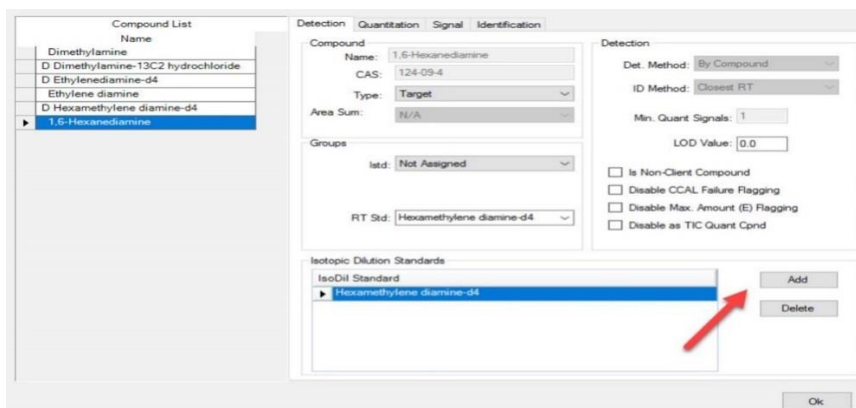 Compound List
Name
Dimethylamine
D Dimethylamine-13C2 hydrochloride
D Ethylenediamine-d4
Ethylene diamine
D Hexamethylene diamine-d4
1,6-Hexanediamine
Detection Quantitation Signal Identification
Compound
Name: 1,6-Hexanediamine
CAS: 124-09-4
Type: Target
Area Sum: N/A
Groups
Istd: Not Assigned
RT Std: Hexamethylene diamine-d4
Detection
Det. Method: By Compound
ID Method: Closest RT
Min. Quant Signals: 1
LOD Value: 0.0
Is Non-Client Compound
Disable CCAL Failure Flagging
Disable Max. Amount (E) Flagging
Disable as TIC Quant Cpnd
Isotopic Dilution Standards
IsoDil Standard
Hexamethylene diamine-d4
Add
Delete
Ok